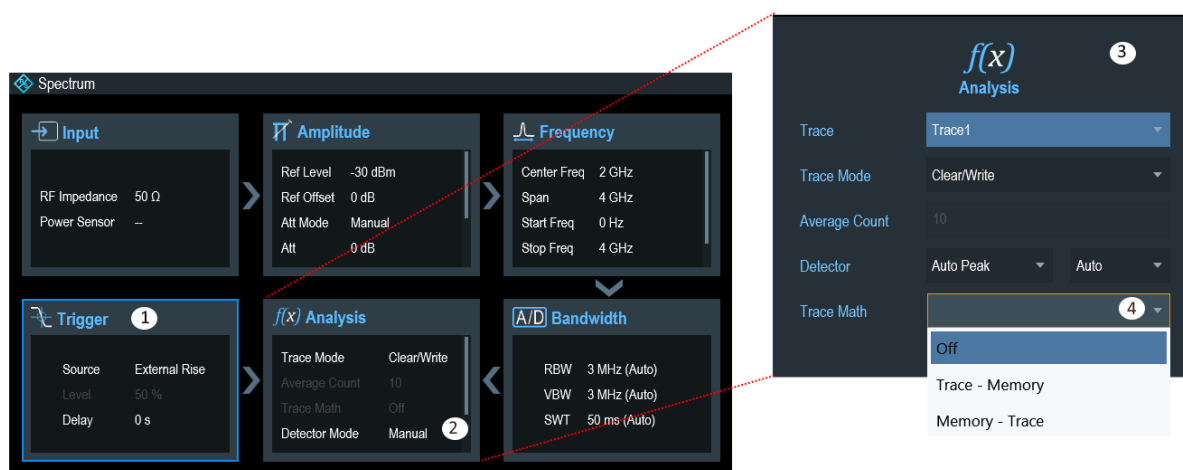 Spectrum
Input
RF Impedance 50 Ω
Power Sensor --
Amplitude
Ref Level -30 dBm
Ref Offset 0 dB
Att Mode Manual
Att 0 dB
Frequency
Center Freq 2 GHz
Span 4 GHz
Start Freq 0 Hz
Stop Freq 4 GHz
Trigger 1
Source External Rise
Level 50 %
Delay 0 s
f(x) Analysis
Trace Mode Clear/Write
Average Count 10
Trace Math Off
Detector Mode Manual 2
A/D Bandwidth
RBW 3 MHz (Auto)
VBW 3 MHz (Auto)
SWT 50 ms (Auto)
f(x) 3
Analysis
Trace Trace1
Trace Mode Clear/Write
Average Count 10
Detector Auto Peak Auto
Trace Math 4
Off
Trace - Memory
Memory - Trace